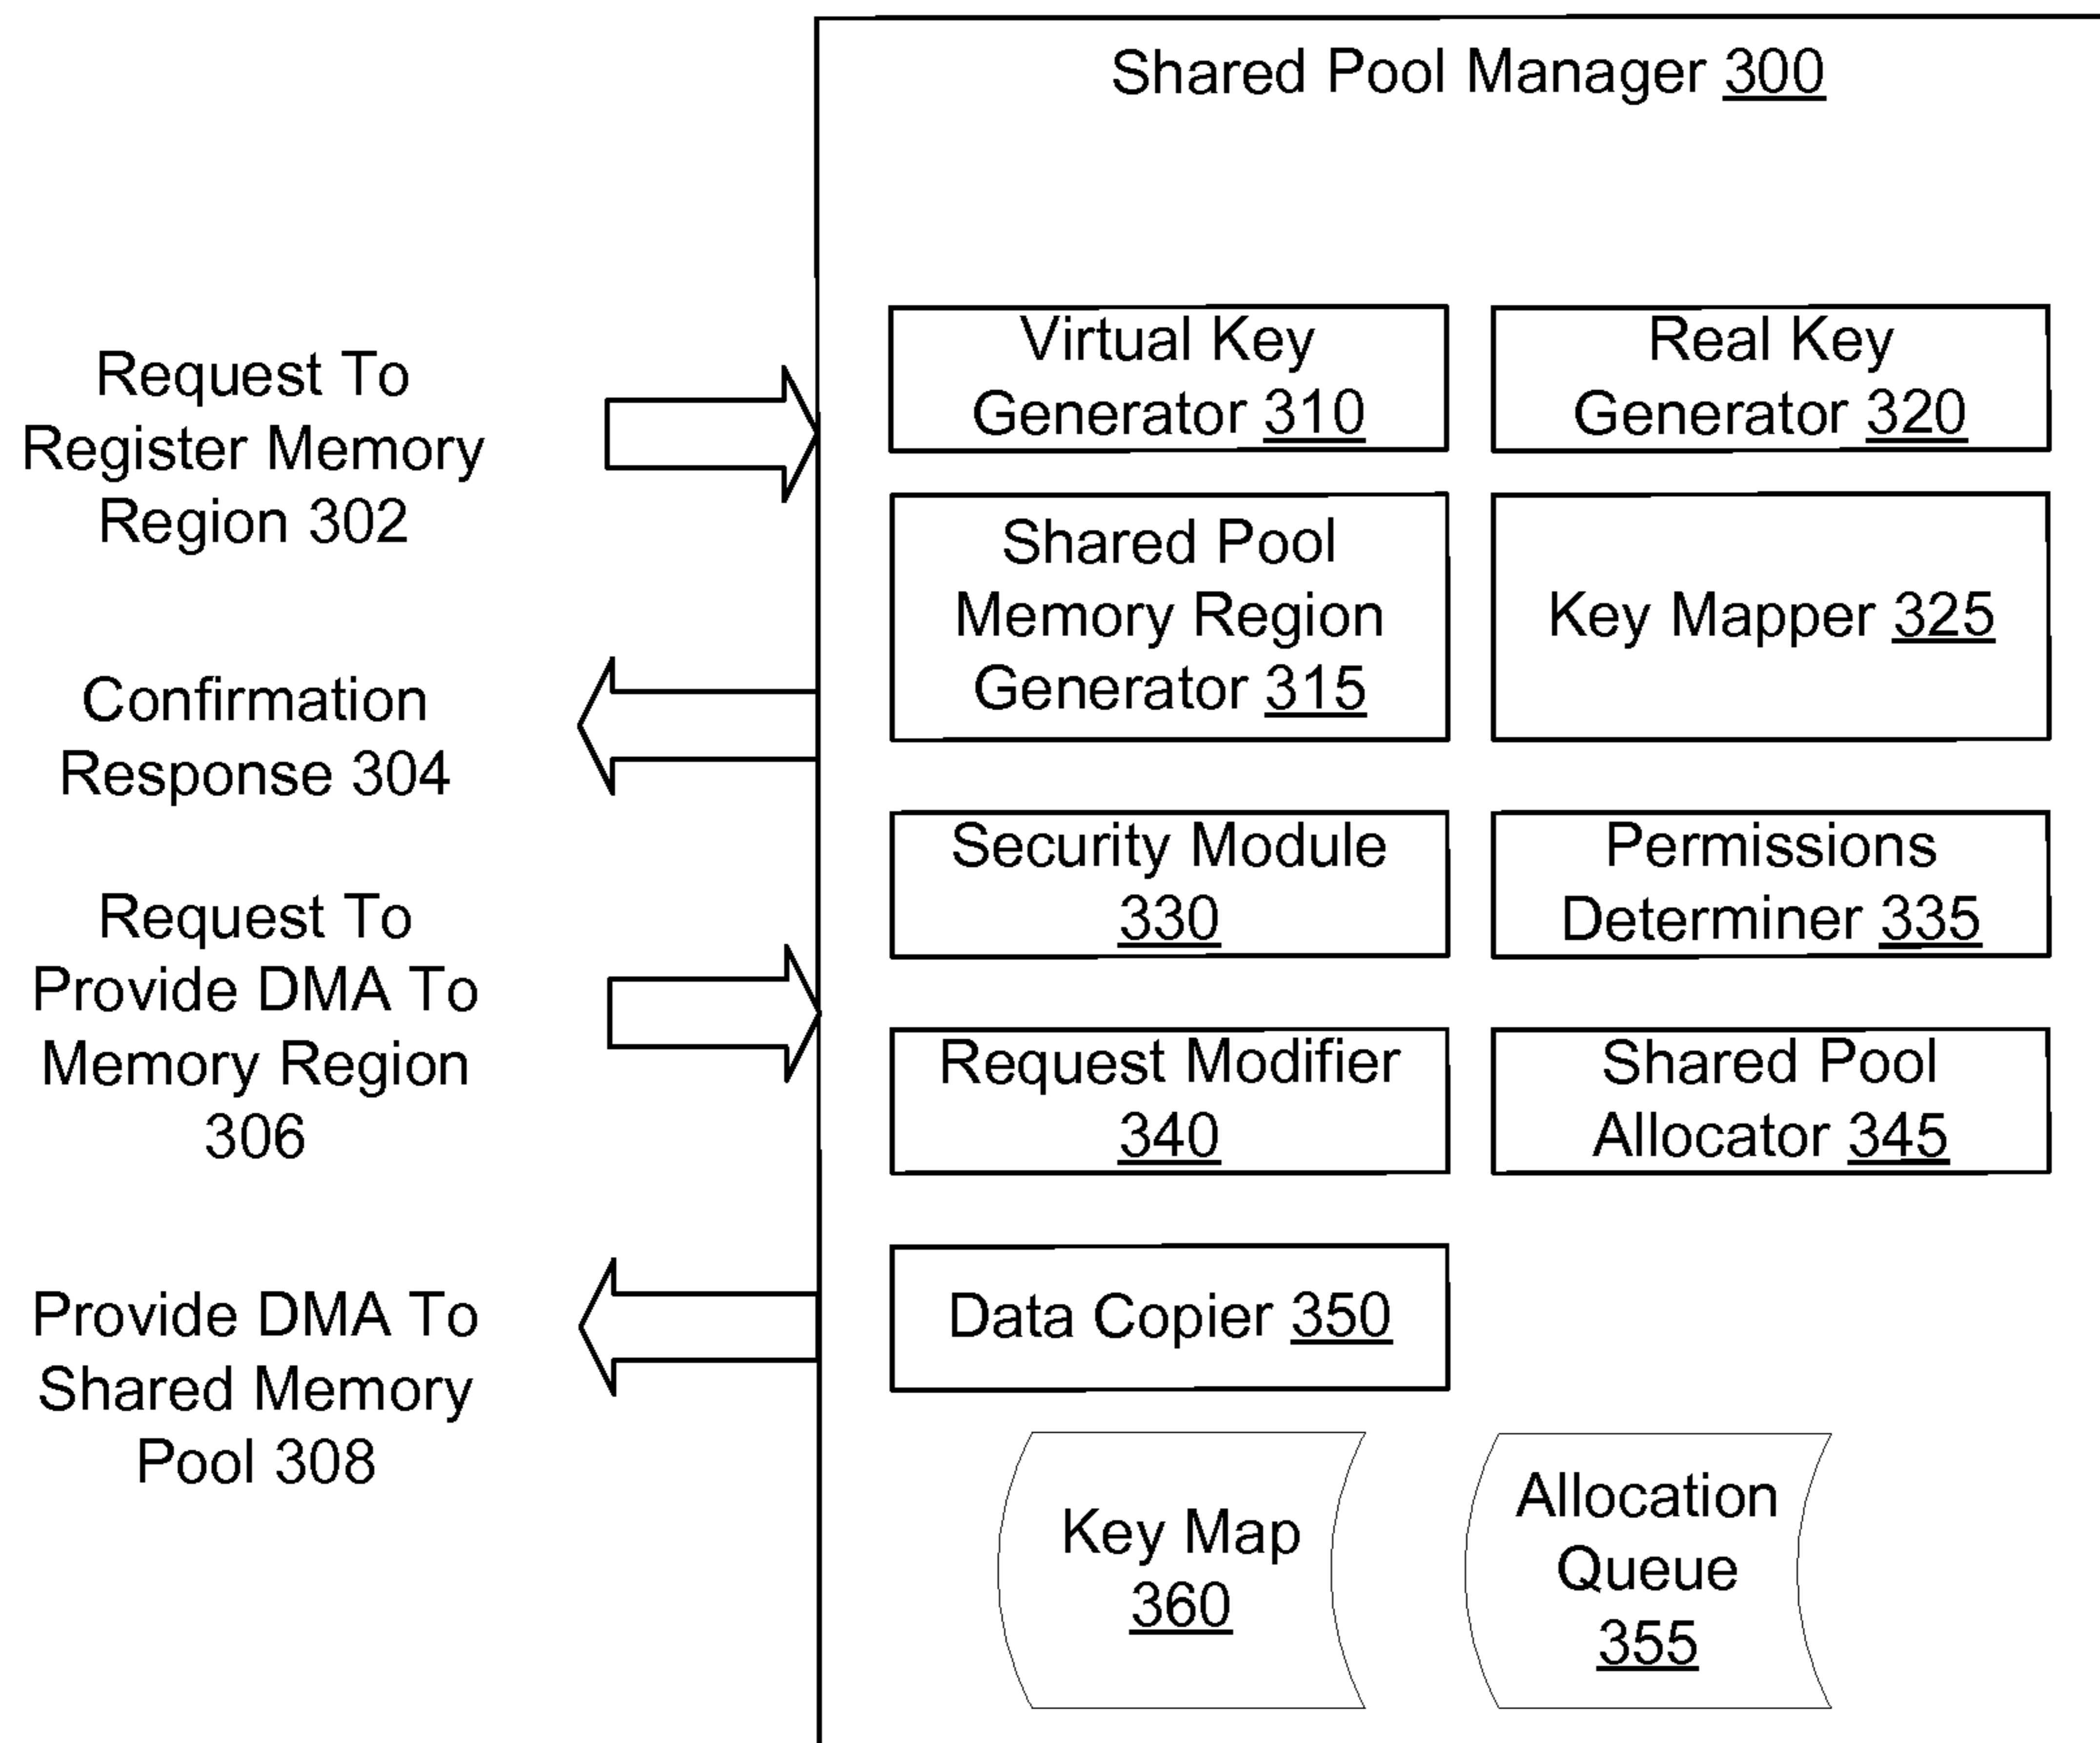 Shared Pool Manager 300
Request To
Register Memory
Region 302
Confirmation
Response 304
Request To
Provide DMA To
Memory Region
306
Provide DMA To
Shared Memory
Pool 308
Virtual Key
Generator 310
Real Key
Generator 320
Shared Pool
Memory Region
Generator 315
Key Mapper 325
Security Module
330
Permissions
Determiner 335
Request Modifier
340
Shared Pool
Allocator 345
Data Copier 350
Key Map
360
Allocation
Queue
355